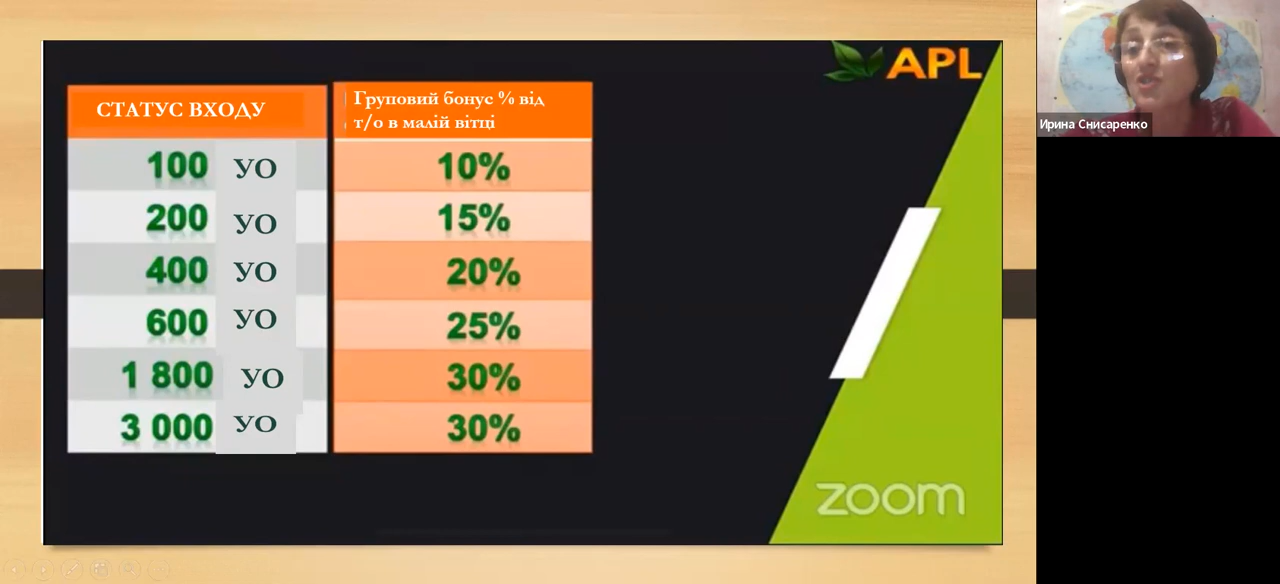 APL
СТАТУС ВХОДУ
Груповий бонус % від
т/о в малій вітці
100 УО 10%
200 УО 15%
400 УО 20%
600 УО 25%
1 800 УО 30%
3 000 УО 30%
zoom
Ирина Снисаренко